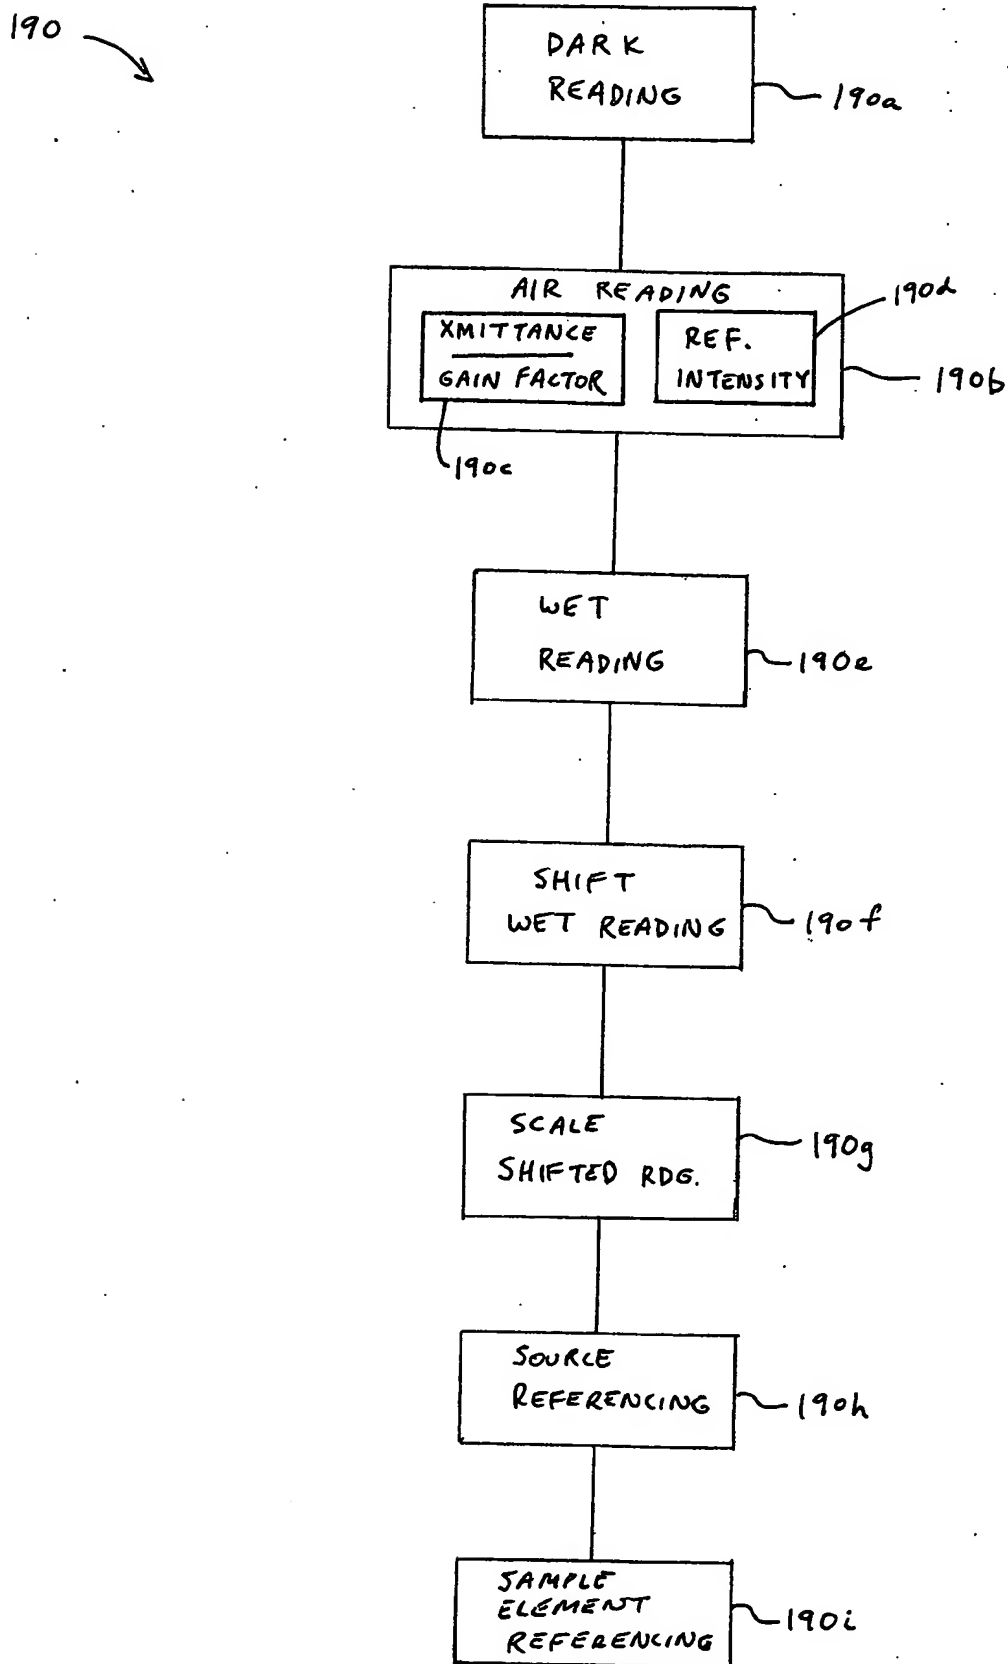 190
DARK
READING
190a
AIR READING
190d
XMITTANCE
GAIN FACTOR
REF.
INTENSITY
190b
190c
WET
READING
190e
SHIFT
WET READING
190f
SCALE
SHIFTED RDG.
190g
SOURCE
REFERENCING
190h
SAMPLE
ELEMENT
REFERENCING
190i